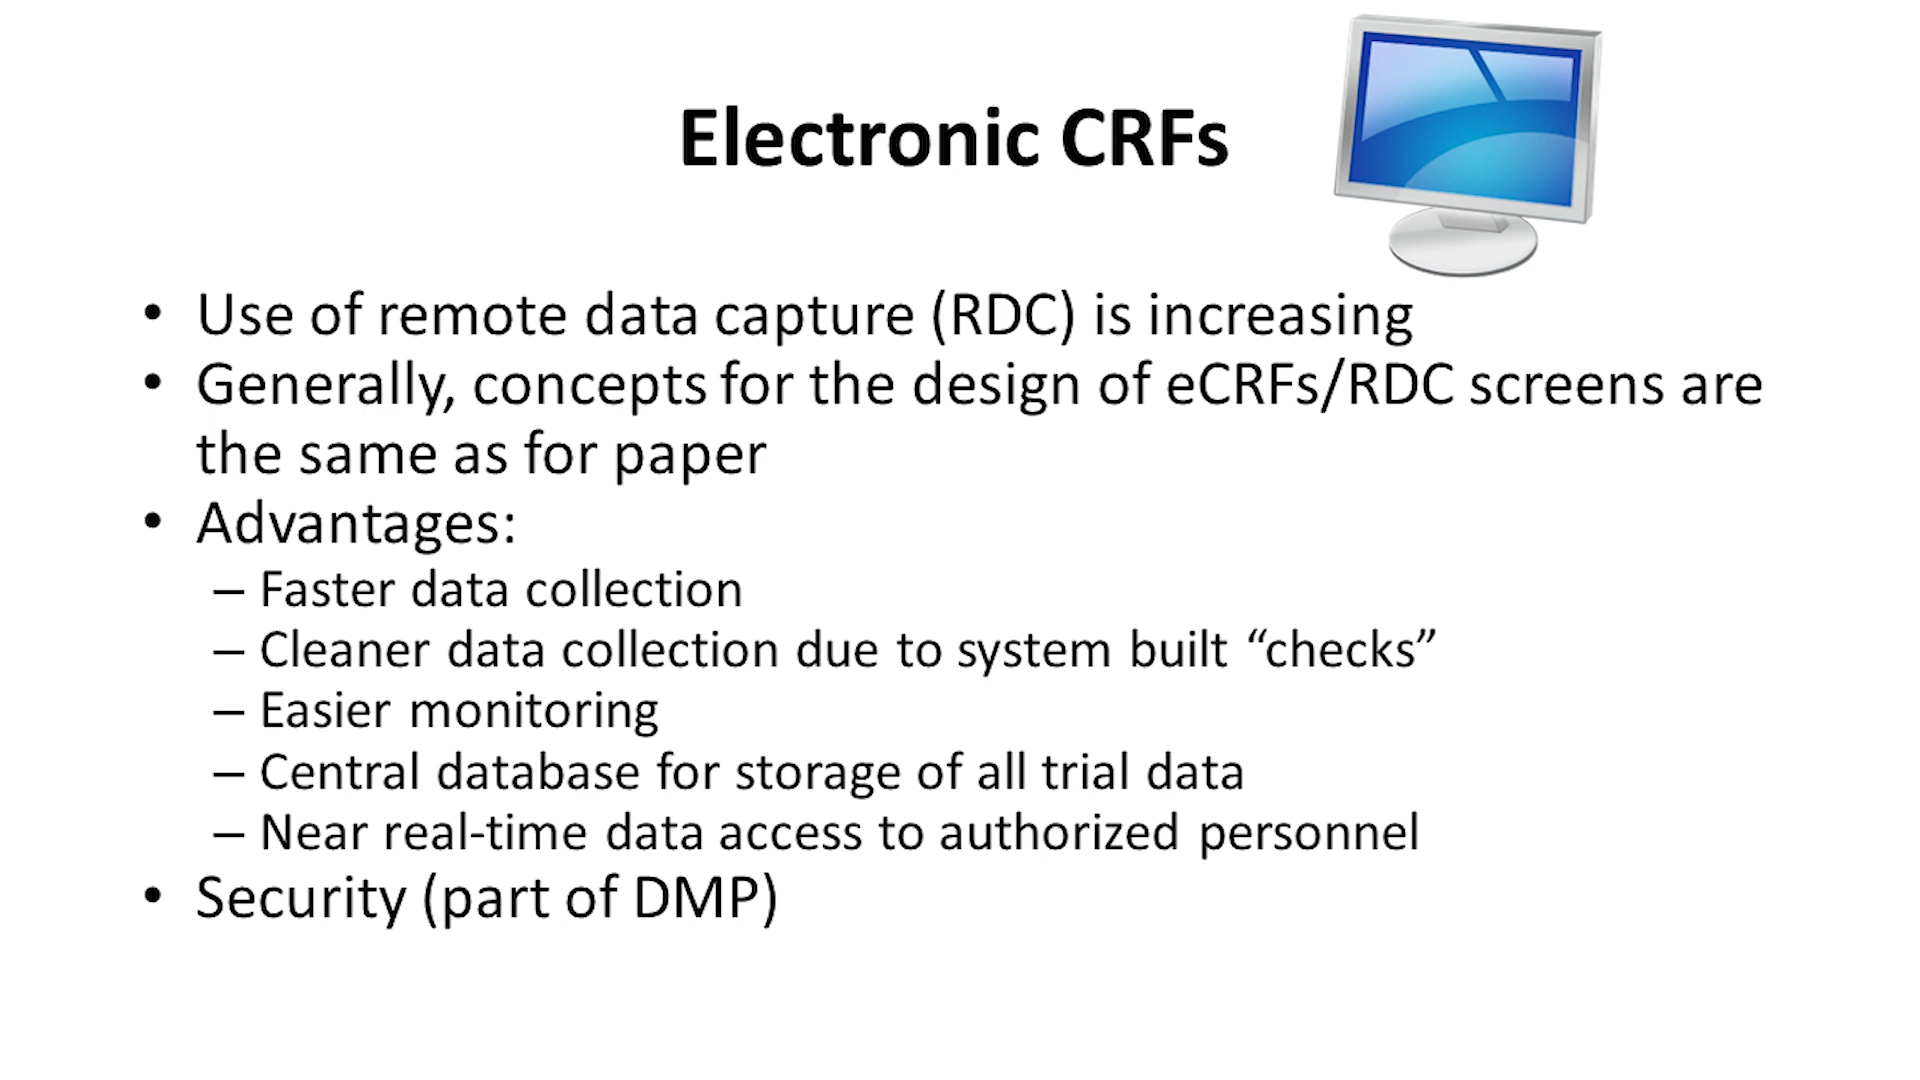 Electronic CRFs
• Use of remote data capture (RDC) is increasing
• Generally, concepts for the design of eCRFs/RDC screens are
the same as for paper
• Advantages:
– Faster data collection
– Cleaner data collection due to system built “checks”
– Easier monitoring
– Central database for storage of all trial data
– Near real-time data access to authorized personnel
• Security (part of DMP)